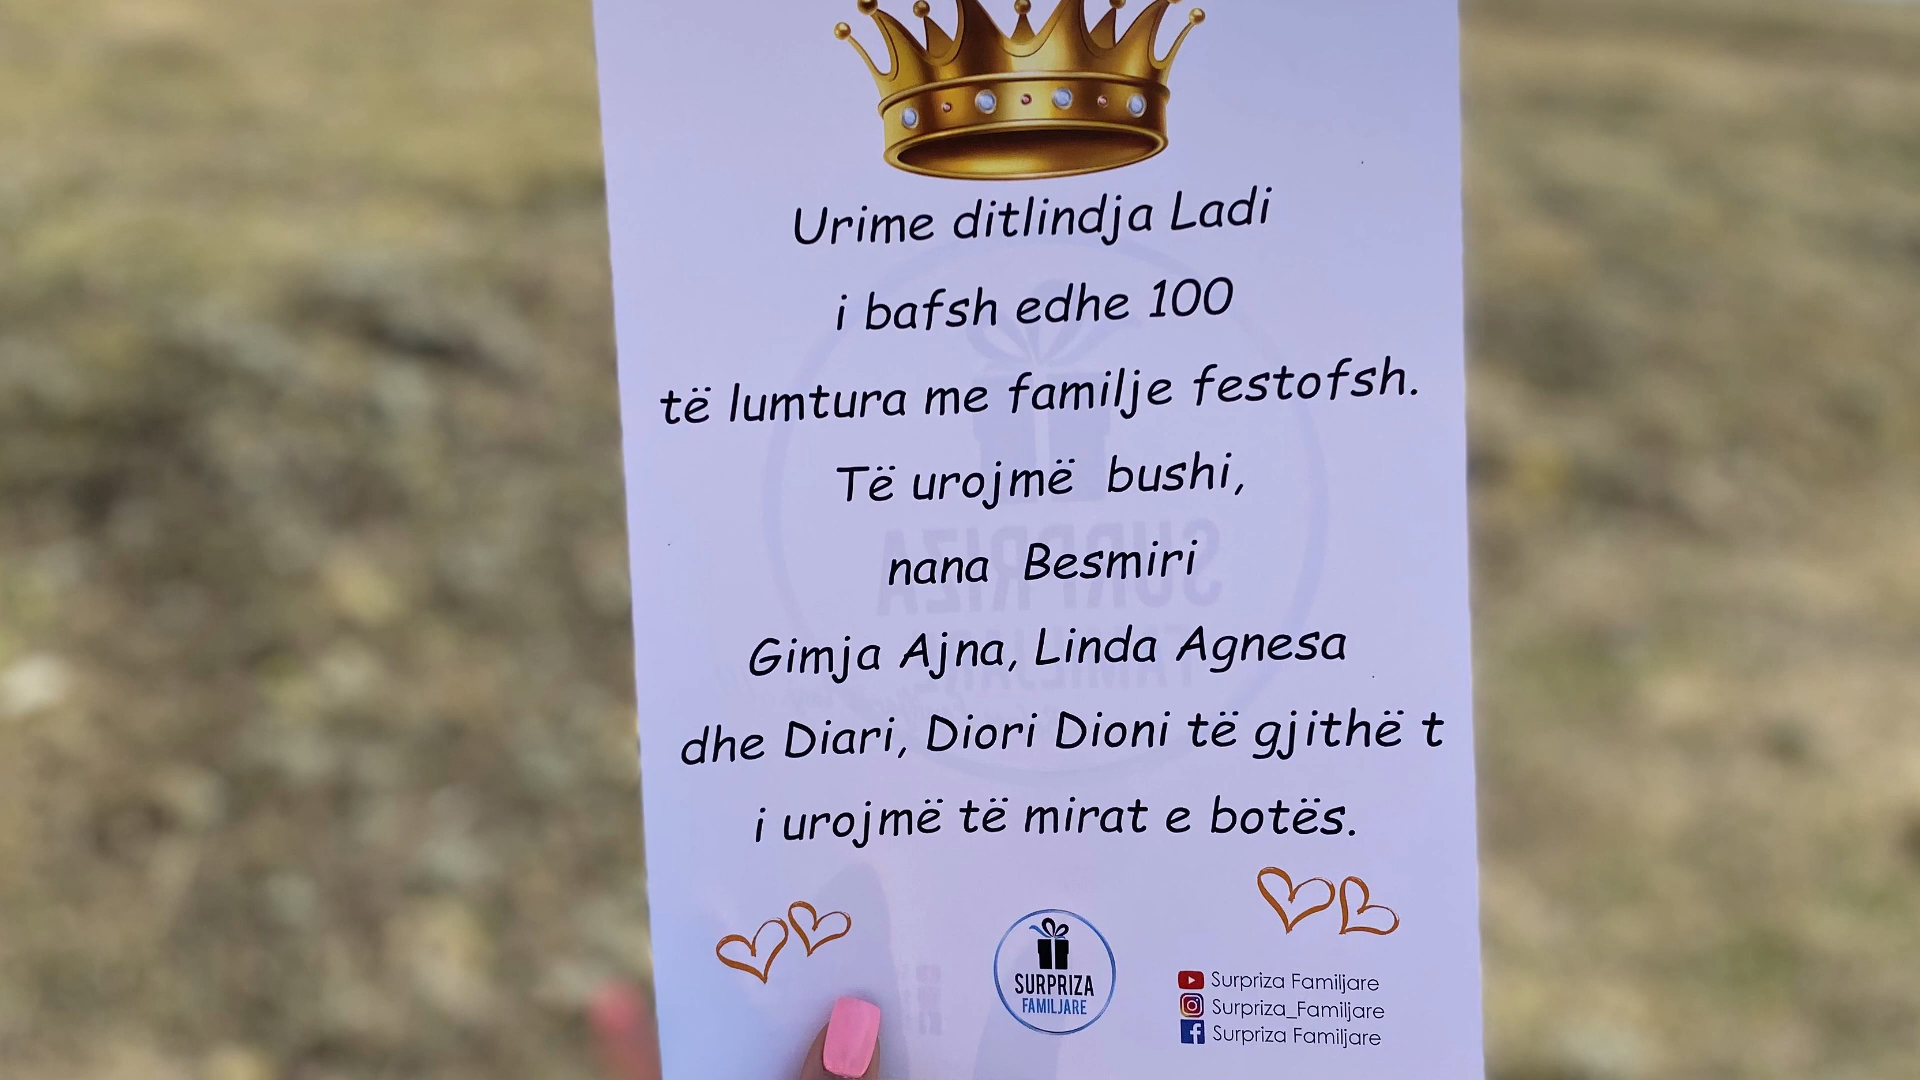 Urime ditlindja Ladi
i bafsh edhe 100
të lumtura me familje festofsh.
Të urojmë bushi,
nana Besmiri
Gimja Ajna, Linda Agnesa
dhe Diari, Diori Dioni të gjithë t
i urojmë të mirat e botës.
SURPRIZA
FAMILJARE
Surpriza Familjare
Surpriza_Familjare
Surpriza Familjare